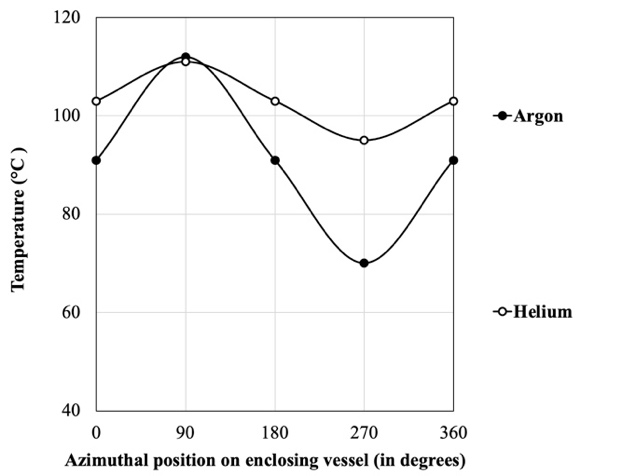 120
100
80
60
40
0 90 180 270 360
Temperature (°C )
Azimuthal position on enclosing vessel (in degrees)
Argon
Helium